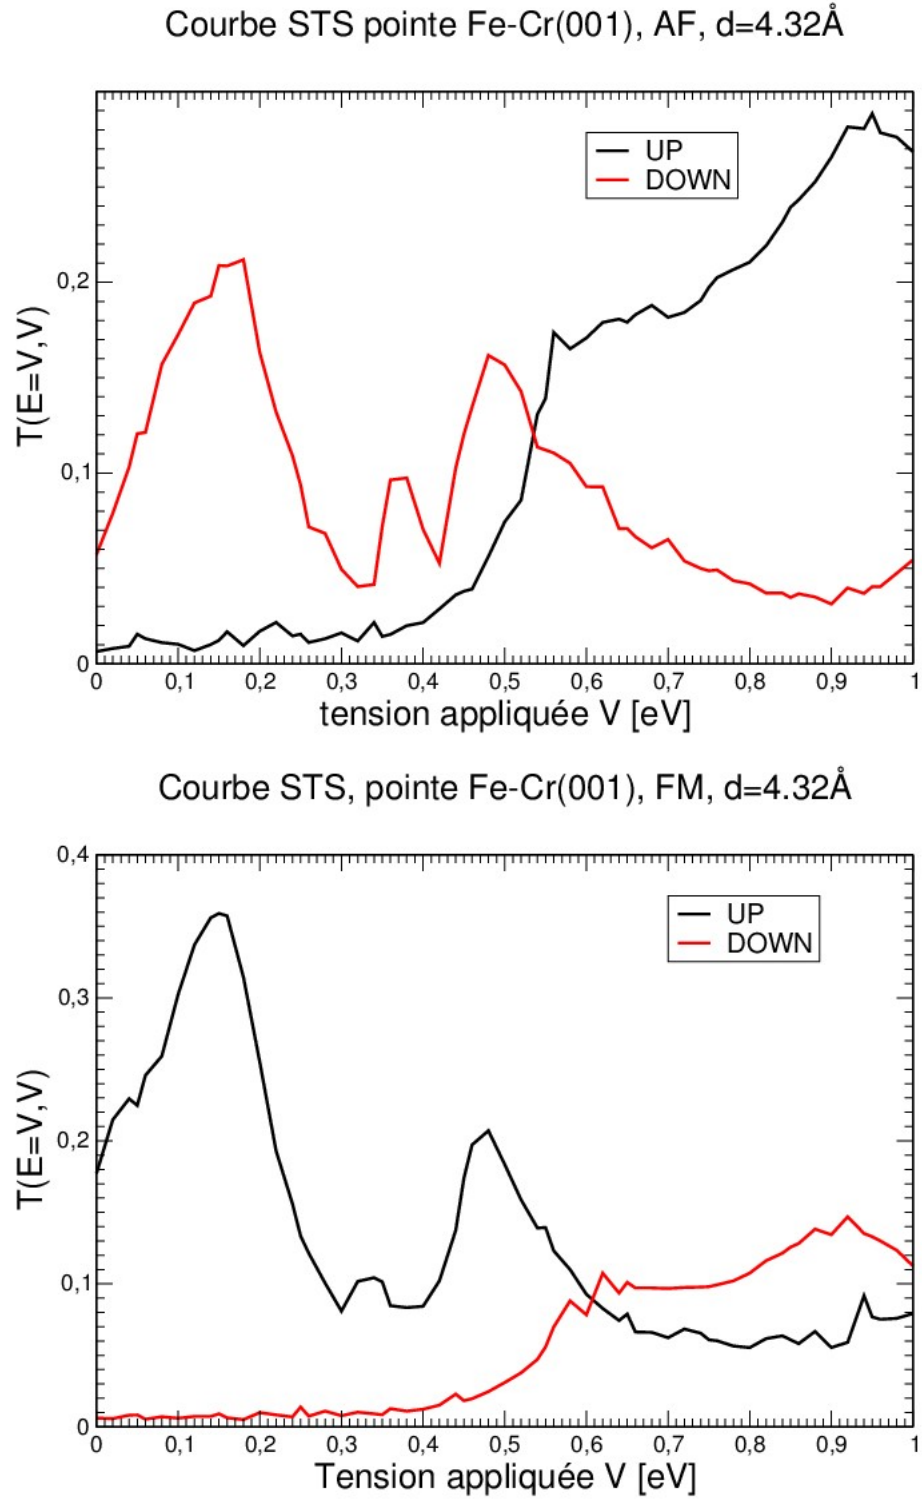 Courbe STS pointe Fe-Cr(001), AF, d=4.32Å
UP
DOWN
0,2
0,1
0
T(E=V,V)
0 0,1 0,2 0,3 0,4 0,5 0,6 0,7 0,8 0,9 1
tension appliquée V [eV]
Courbe STS, pointe Fe-Cr(001), FM, d=4.32Å
0,4
UP
DOWN
0,3
0,2
0,1
0
T(E=V,V)
0 0,1 0,2 0,3 0,4 0,5 0,6 0,7 0,8 0,9 1
Tension appliquée V [eV]